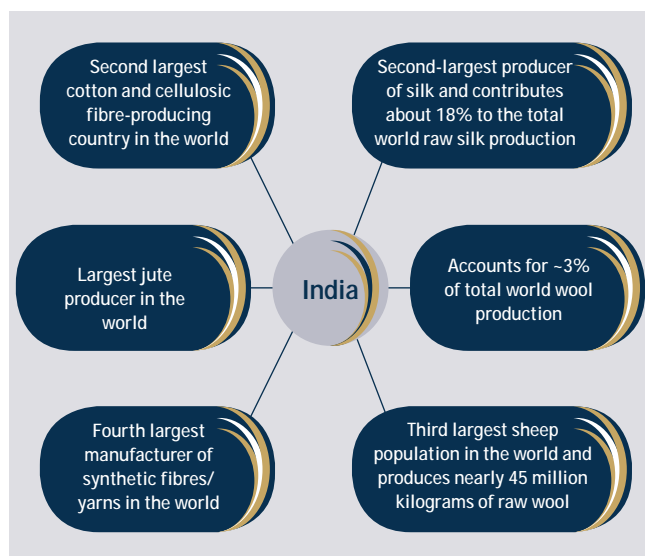 Second largest
cotton and cellulosic
fibre-producing
country in the world
Second-largest producer
of silk and contributes
about 18% to the total
world raw silk production
Largest jute
producer in the
world
India
Accounts for ~3%
of total world wool
production
Fourth largest
manufacturer of
synthetic fibres/
yarns in the world
Third largest sheep
population in the world and
produces nearly 45 million
kilograms of raw wool